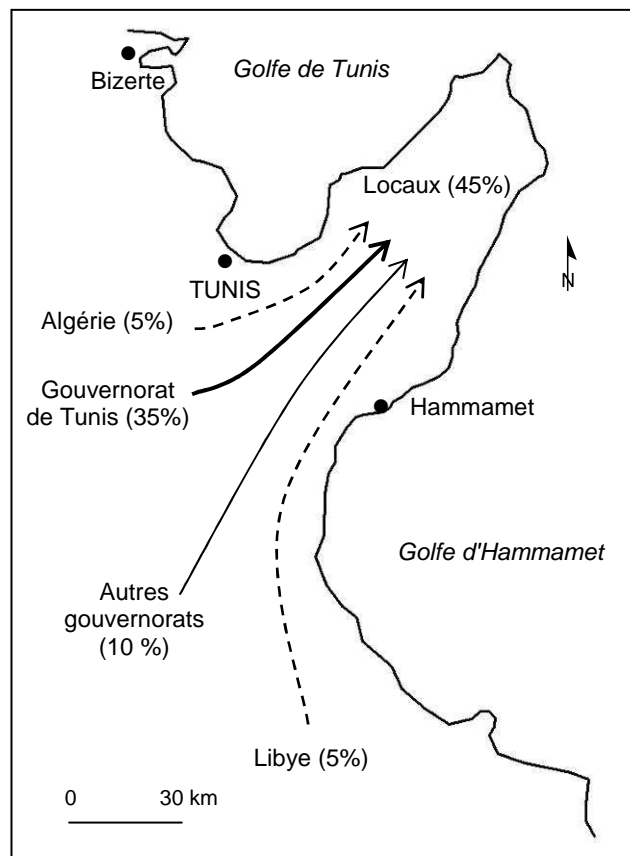 Bizerte
Golfe de Tunis
Locaux (45%)
TUNIS
N
Algérie (5%)
Gouvernorat
de Tunis (35%)
Hammamet
Golfe d'Hammamet
Autres
gouvernorats
(10 %)
Libye (5%)
0 30 km